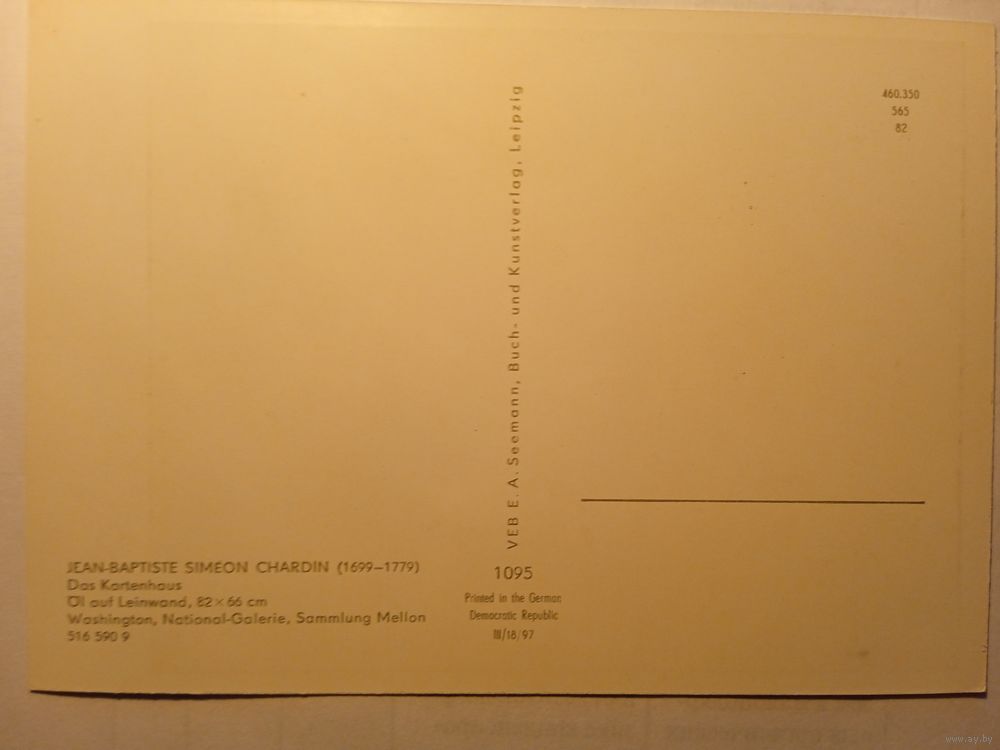 460.350
565
82
VEB E. A. Seemann, Buch- und Kunstverlag, Leipzig
JEAN-BAPTISTE SIMEON CHARDIN (1699–1779)
Das Kartenhaus
Öl auf Leinwand, 82 × 66 cm
Washington, National-Galerie, Sammlung Mellon
516 590 9
1095
Printed in the German
Democratic Republic
III/18/97
www.ay.by